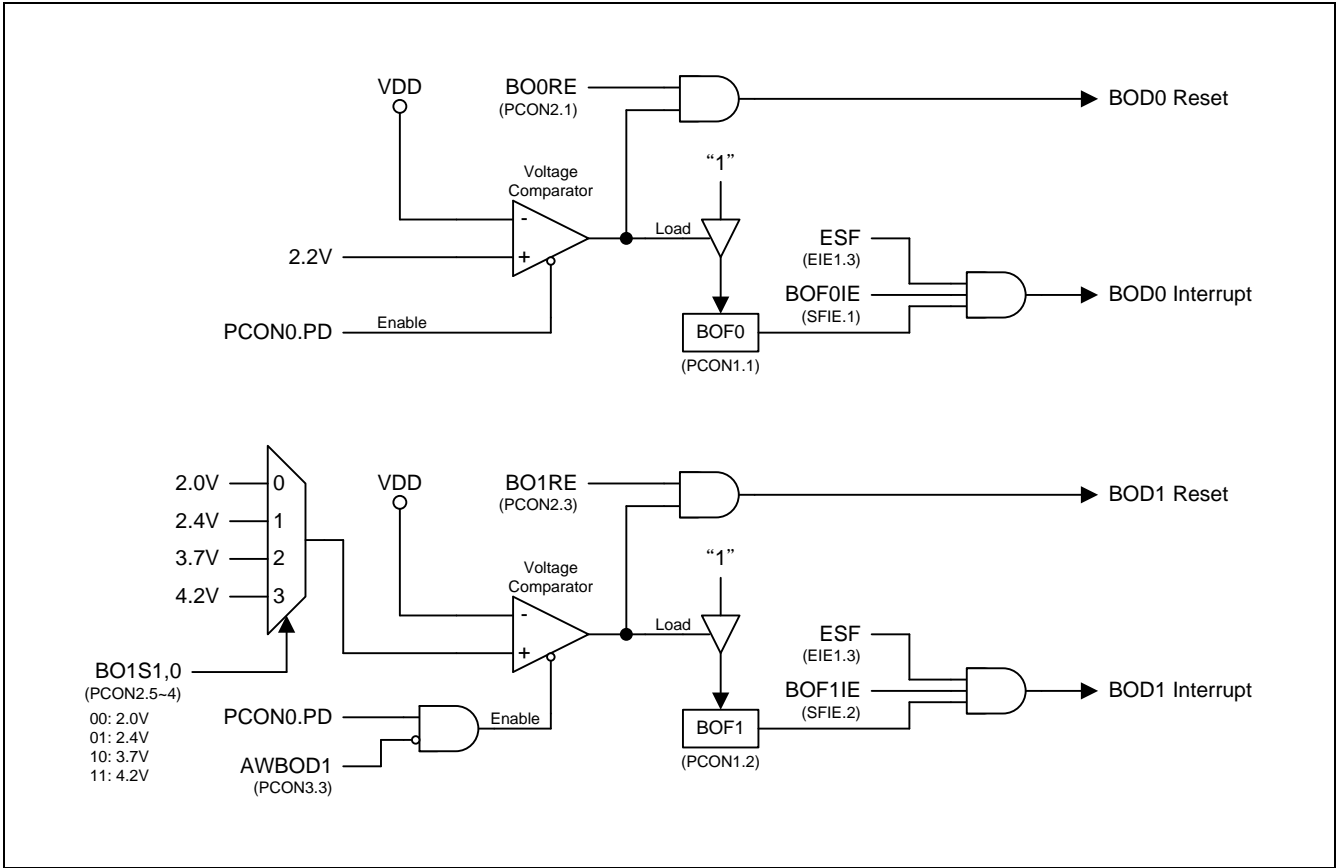 VDD
BO0RE
(PCON2.1)
BOD0 Reset
“1”
Voltage
Comparator
-
+
Load
2.2V
PCON0.PD
Enable
BOF0
(PCON1.1)
ESF
(EIE1.3)
BOF0IE
(SFIE.1)
BOD0 Interrupt
2.0V
0
2.4V
1
3.7V
2
4.2V
3
BO1S1,0
(PCON2.5~4)
00: 2.0V
01: 2.4V
10: 3.7V
11: 4.2V
VDD
BO1RE
(PCON2.3)
BOD1 Reset
“1”
Voltage
Comparator
-
+
Load
PCON0.PD
Enable
AWBOD1
(PCON3.3)
BOF1
(PCON1.2)
ESF
(EIE1.3)
BOF1IE
(SFIE.2)
BOD1 Interrupt